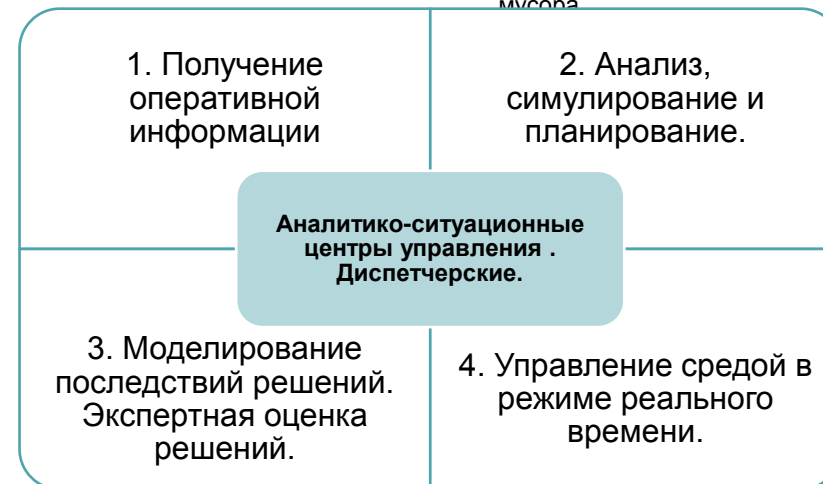 мусора
1. Получение
оперативной
информации
2. Анализ,
симулирование и
планирование.
Аналитико-ситуационные
центры управления .
Диспетчерские.
3. Моделирование
последствий решений.
Экспертная оценка
решений.
4. Управление средой в
режиме реального
времени.